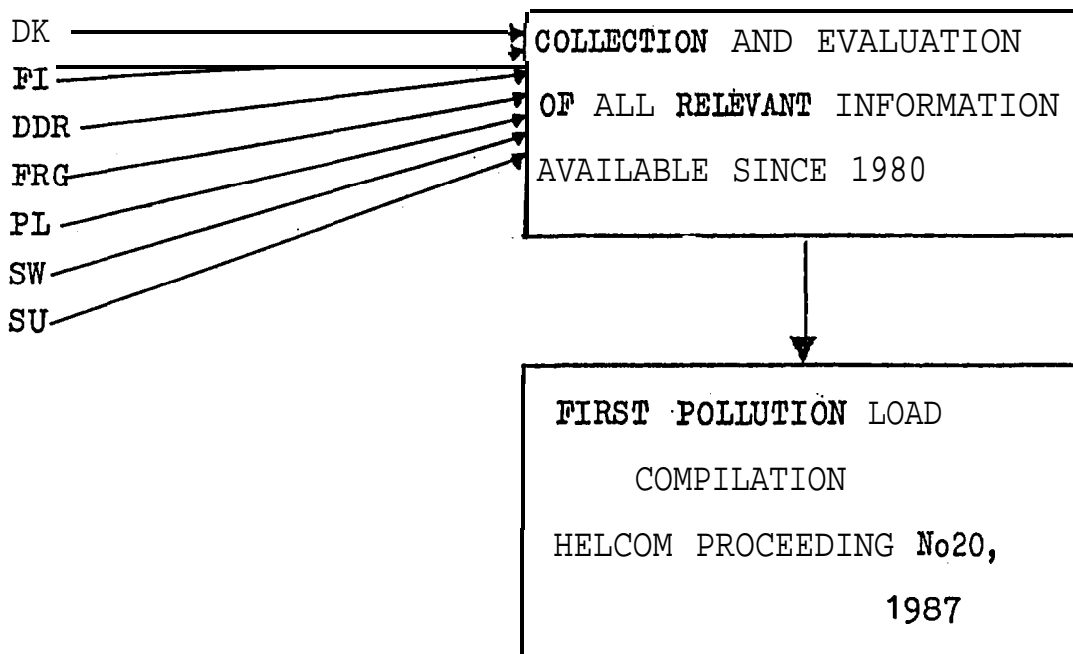 DK
FI
DDR
FRG
PL
SW
SU
COLLECTION AND EVALUATION
OF ALL RELEVANT INFORMATION
AVAILABLE SINCE 1980
FIRST POLLUTION LOAD
COMPILATION
HELCOM PROCEEDING No20,
1987